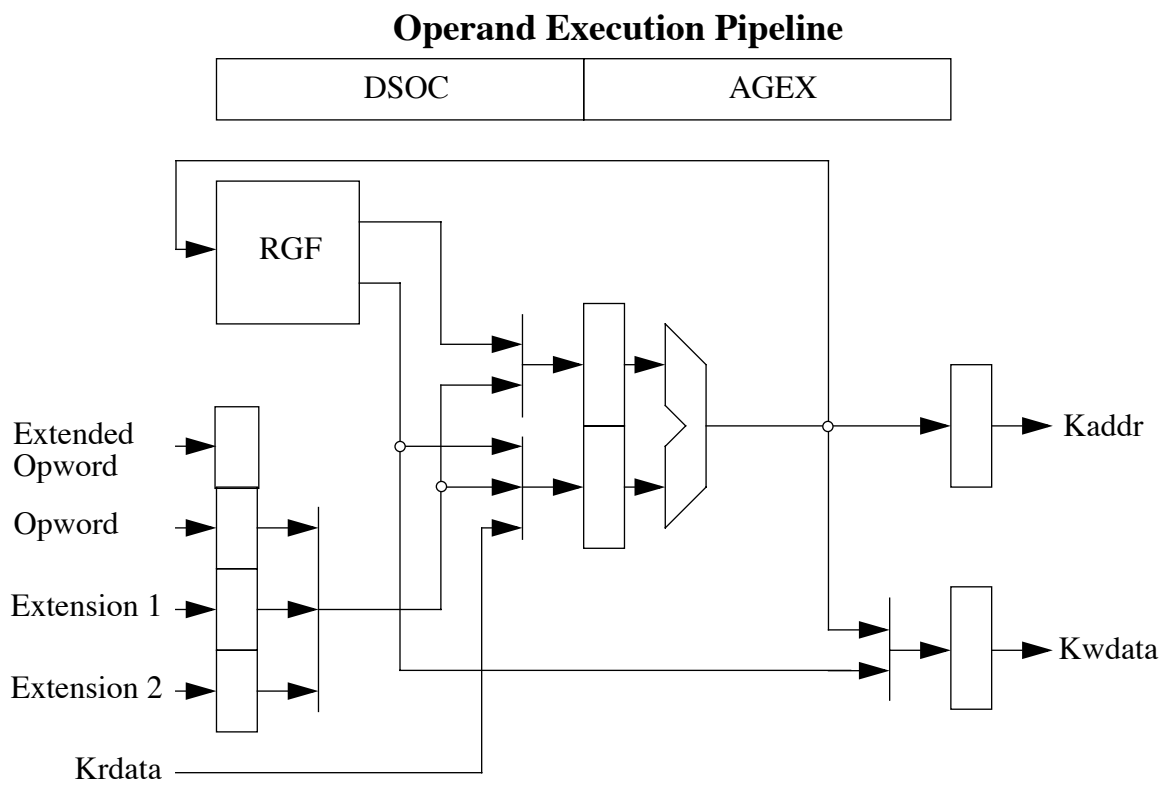 Operand Execution Pipeline
DSOC
AGEX
RGF
Extended
Opword
Kaddr
Opword
Extension 1
Kwdata
Extension 2
Krdata